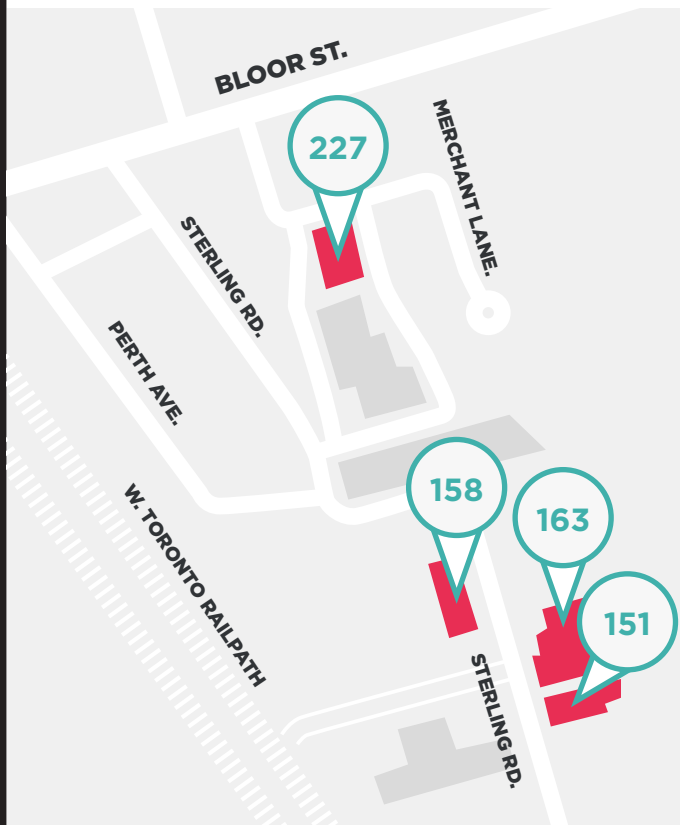 BLOOR ST.
227
MERCHANT LANE.
STERLING RD.
PERTH AVE.
158
163
W. TORONTO RAILPATH
151
STERLING RD.